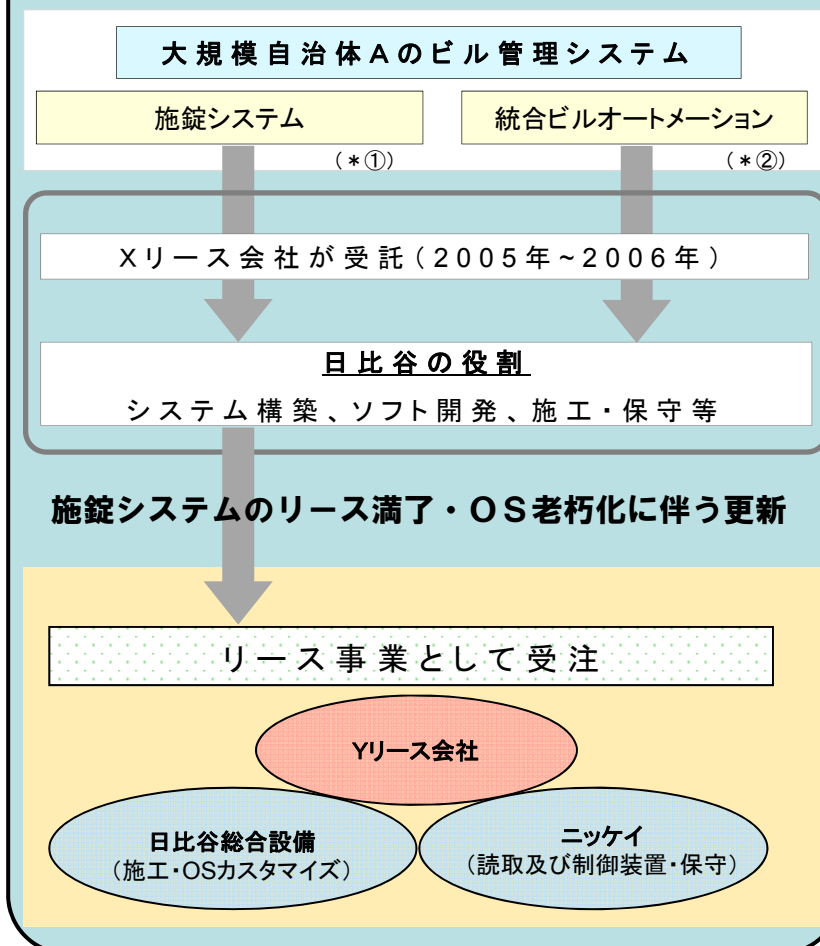 大規模自治体Aのビル管理システム
施錠システム
統合ビルオートメーション
(*①)
(*②)
Xリース会社が受託(2005年~2006年)
日比谷の役割
システム構築、ソフト開発、施工・保守等
施錠システムのリース満了・OS老朽化に伴う更新
リース事業として受注
Yリース会社
日比谷総合設備
(施工・OSカスタマイズ)
ニッケイ
(読取及び制御装置・保守)